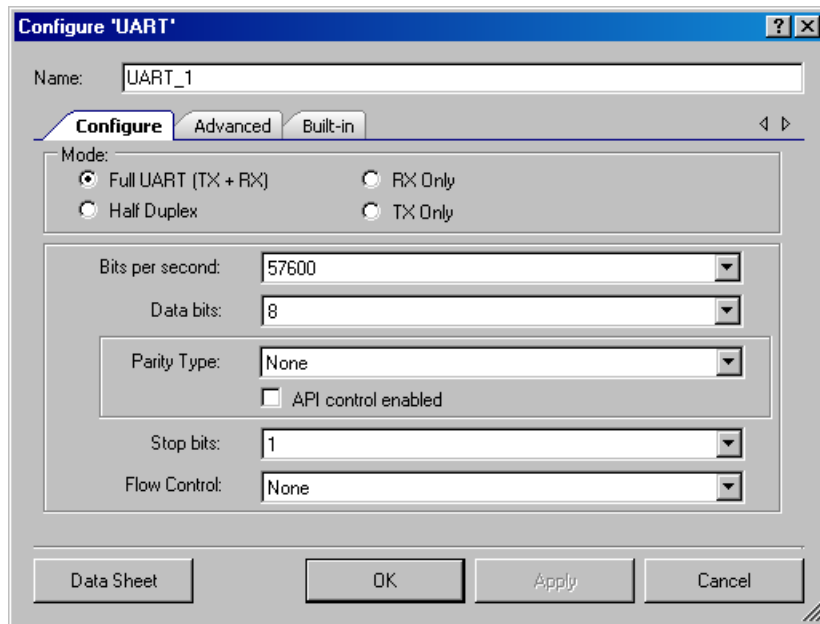 Configure 'UART'
Name: UART_1
Configure Advanced Built-in
Mode:
Full UART (TX + RX) RX Only
Half Duplex TX Only
Bits per second: 57600
Data bits: 8
Parity Type: None
API control enabled
Stop bits: 1
Flow Control: None
Data Sheet OK Apply Cancel